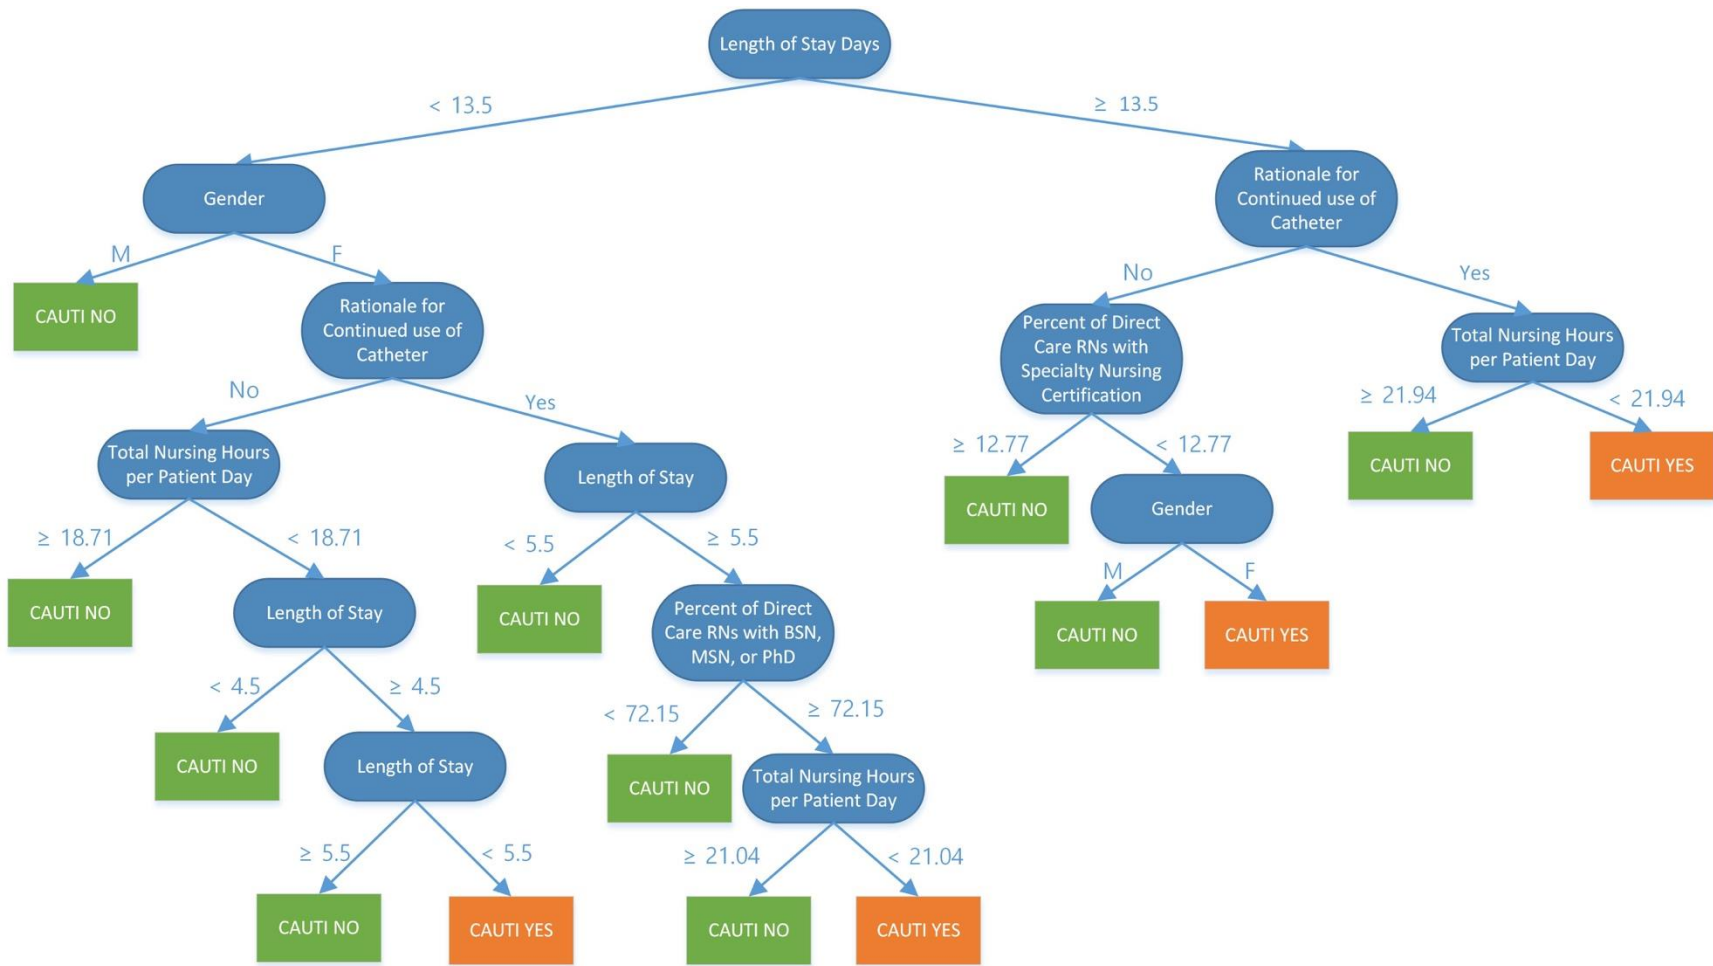 Length of Stay Days
< 13.5
≥ 13.5
Gender
Rationale for
Continued use of
Catheter
M
F
No
Yes
CAUTI NO
Rationale for
Continued use of
Catheter
Percent of Direct
Care RNs with
Specialty Nursing
Certification
Total Nursing Hours
per Patient Day
No
Yes
≥ 21.94
< 21.94
Total Nursing Hours
per Patient Day
Length of Stay
≥ 12.77
< 12.77
CAUTI NO
CAUTI YES
CAUTI NO
Gender
≥ 18.71
< 18.71
< 5.5
≥ 5.5
M
F
CAUTI NO
Length of Stay
CAUTI NO
Percent of Direct
Care RNs with BSN,
MSN, or PhD
CAUTI NO
CAUTI YES
< 4.5
≥ 4.5
< 72.15
≥ 72.15
CAUTI NO
Length of Stay
CAUTI NO
Total Nursing Hours
per Patient Day
≥ 5.5
< 5.5
≥ 21.04
< 21.04
CAUTI NO
CAUTI YES
CAUTI NO
CAUTI YES